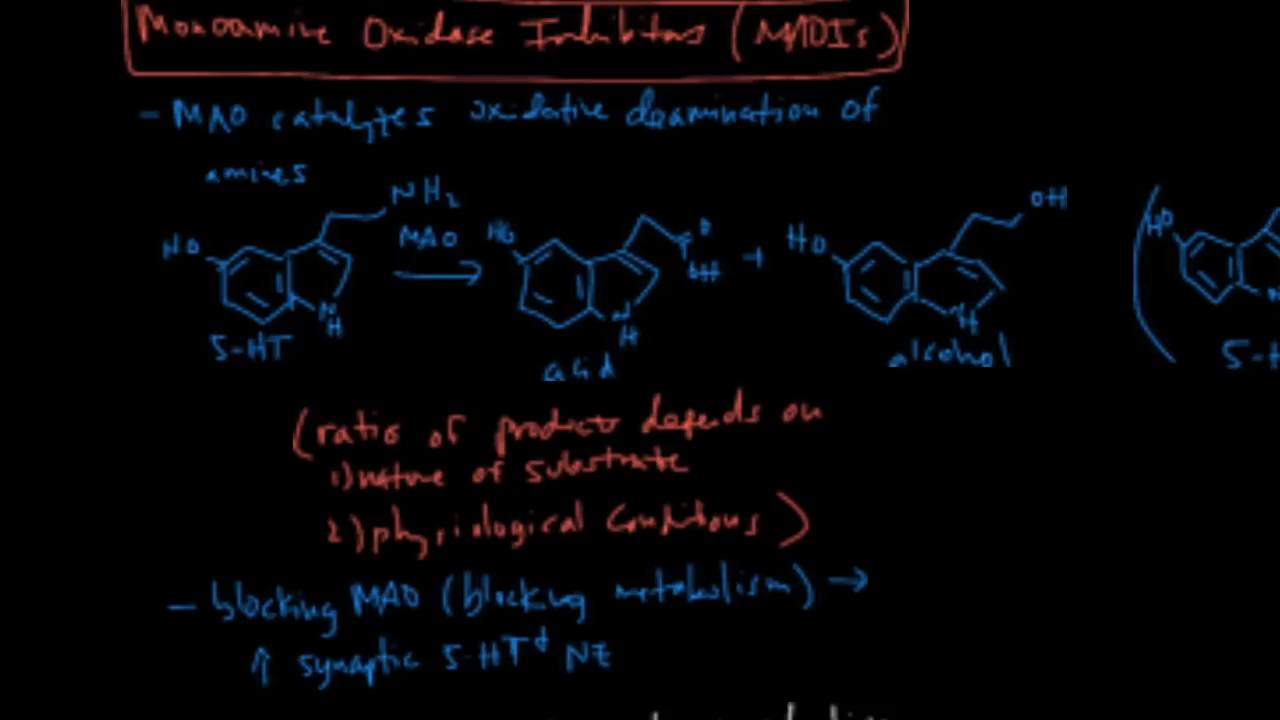 Monoamine Oxidase Inhibitors (MAOIs)
- MAO catalyzes oxidative deamination of
amines
HO NH2 N H
5-HT
MAO
HO O OH N H
acid
+
HO OH N H
alcohol
( HO
5-H
(ratio of products depends on
1) nature of substrate
2) physiological conditions)
- blocking MAO (blocking metabolism) →
↑ synaptic 5-HT + NE